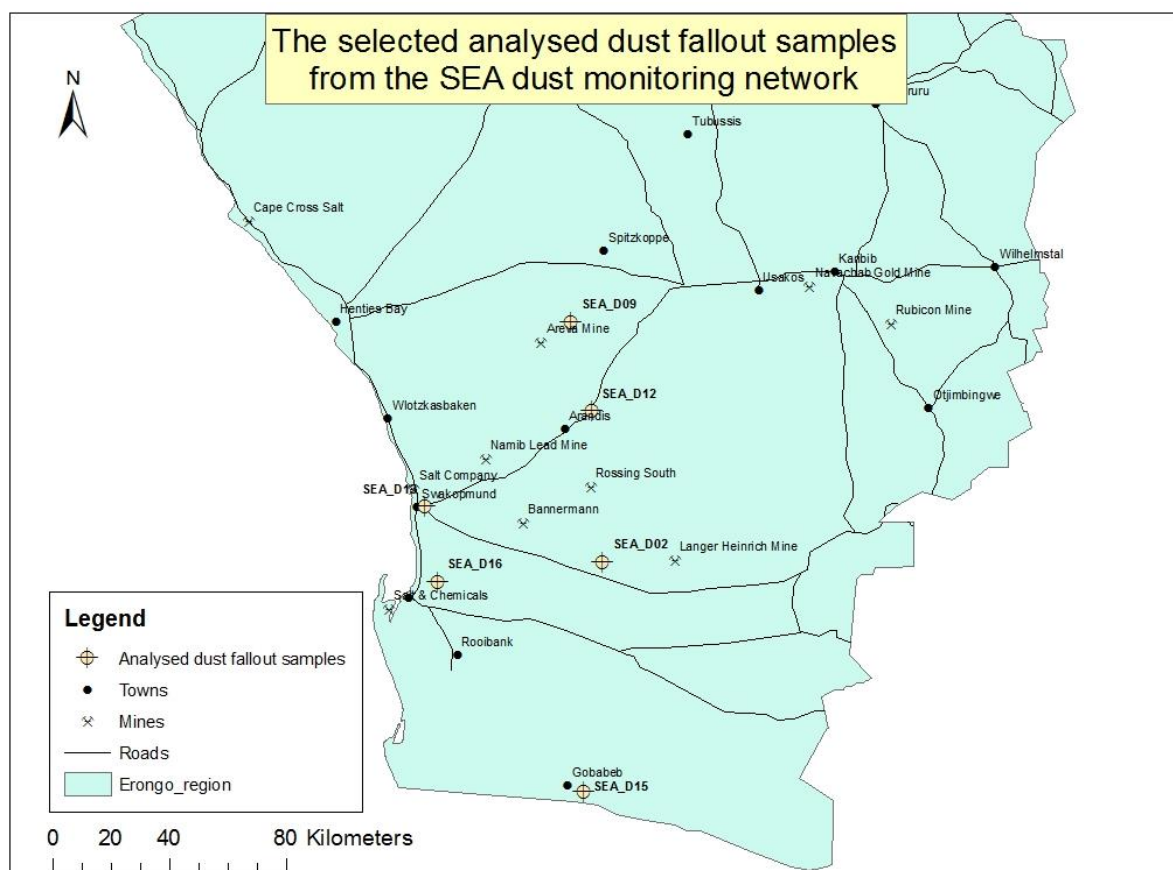 The selected analysed dust fallout samples
from the SEA dust monitoring network
N
ruru
Tubussis
Cape Cross Salt
Spitzkoppe
Wilhelmstal
Karibib
Navachab Gold Mine
Usakos
Henties Bay
SEA_D09
Areva Mine
Rubicon Mine
Wlotzkasbaken
SEA_D12
Arandis
Otjimbingwe
Namib Lead Mine
Salt Company
Rossing South
Swakopmund
Bannermann
SEA_D02
Langer Heinrich Mine
SEA_D16
Salt & Chemicals
Rooibank
Gobabeb
SEA_D15
Legend
Analysed dust fallout samples
Towns
Mines
Roads
Erongo_region
0 20 40 80 Kilometers